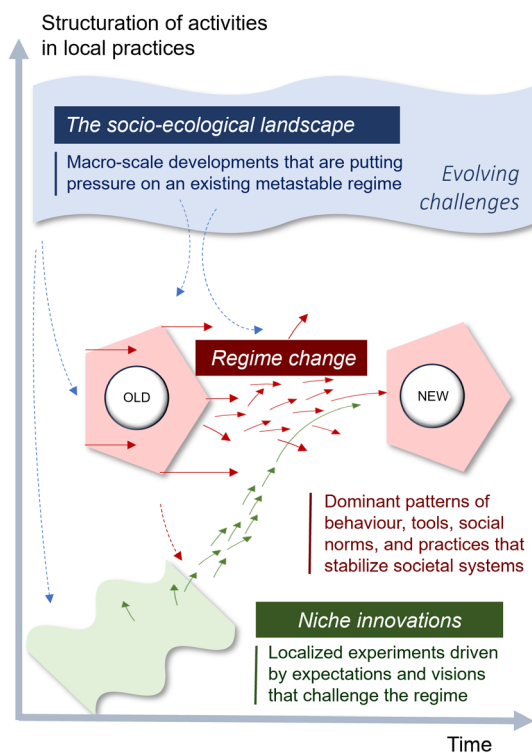 Structuration of activities
in local practices
The socio-ecological landscape
Macro-scale developments that are putting
pressure on an existing metastable regime
Evolving
challenges
Regime change
OLD
NEW
Dominant patterns of
behaviour, tools, social
norms, and practices that
stabilize societal systems
Niche innovations
Localized experiments driven
by expectations and visions
that challenge the regime
Time